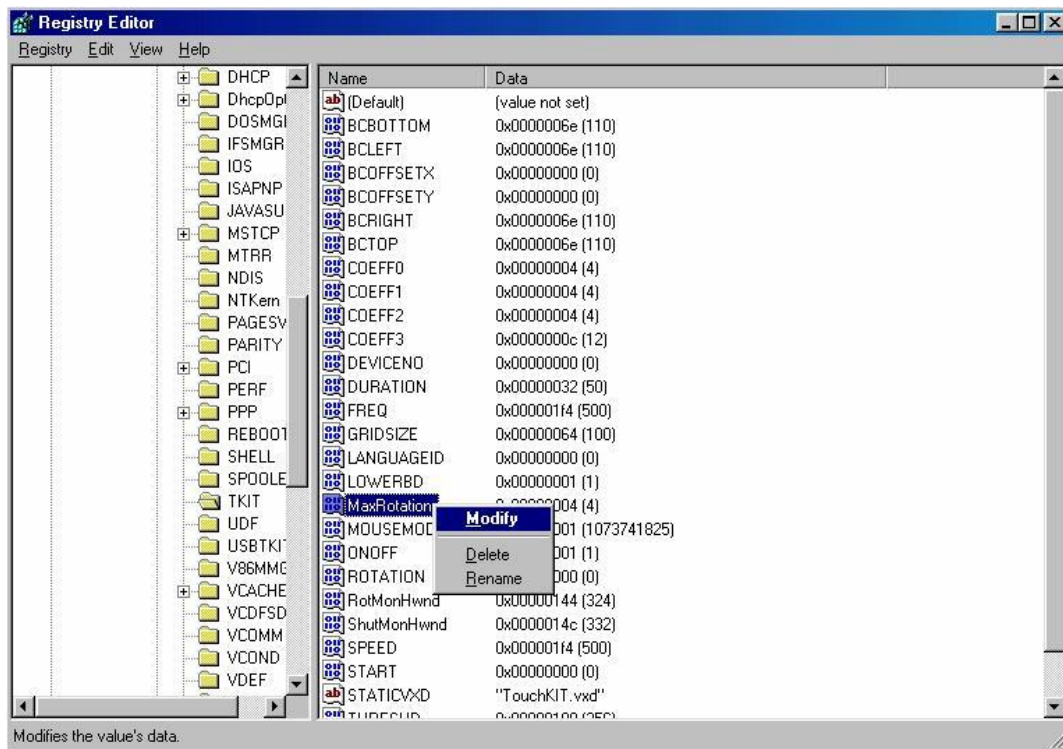 Registry Editor
Registry Edit View Help
DHCP
DhcpOpt
DOSMGI
IFSMGR
IOS
ISAPNP
JAVASU
MSTCP
MTRR
NDIS
NTKern
PAGESV
PARITY
PCI
PERF
PPP
REBOOT
SHELL
SPOOLE
TKIT
UDF
USBTKI
V86MMG
VCACHE
VCDFSD
VCOMM
VCOND
VDEF
Name Data
(Default) (value not set)
BCBOTTOM 0x0000006e (110)
BCLEFT 0x0000006e (110)
BCOFFSETX 0x00000000 (0)
BCOFFSETY 0x00000000 (0)
BCRIGHT 0x0000006e (110)
BCTOP 0x0000006e (110)
COEFF0 0x00000004 (4)
COEFF1 0x00000004 (4)
COEFF2 0x00000004 (4)
COEFF3 0x0000000c (12)
DEVICENO 0x00000000 (0)
DURATION 0x00000032 (50)
FREQ 0x000001f4 (500)
GRIDSIZE 0x00000064 (100)
LANGUAGEID 0x00000000 (0)
LOWERBD 0x00000001 (1)
MaxRotation 0x00000004 (4)
MOUSEMOD 001 (1073741825)
ONOFF 001 (1)
ROTATION 000 (0)
RotMonHwnd 0x00000144 (324)
ShutMonHwnd 0x0000014c (332)
SPEED 0x000001f4 (500)
START 0x00000000 (0)
STATICVXD "TouchKIT.vxd"
Modify
Delete
Rename
Modifies the value's data.